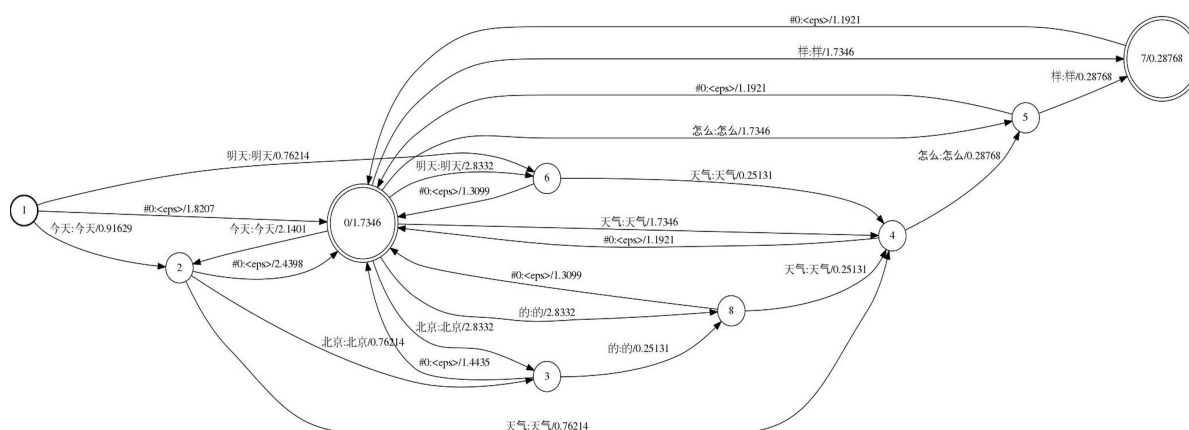 #0:<eps>/1.1921
样:样/1.7346
7/0.28768
样:样/0.28768
#0:<eps>/1.1921
5
怎么:怎么/1.7346
明天:明天/0.76214
怎么:怎么/0.28768
明天:明天/2.8332
6
天气:天气/0.25131
#0:<eps>/1.3099
1
#0:<eps>/1.8207
0/1.7346
天气:天气/1.7346
4
今天:今天/0.91629
今天:今天/2.1401
#0:<eps>/1.1921
2
#0:<eps>/2.4398
#0:<eps>/1.3099
天气:天气/0.25131
的:的/2.8332
8
北京:北京/2.8332
北京:北京/0.76214
的:的/0.25131
#0:<eps>/1.4435
3
天气:天气/0.76214